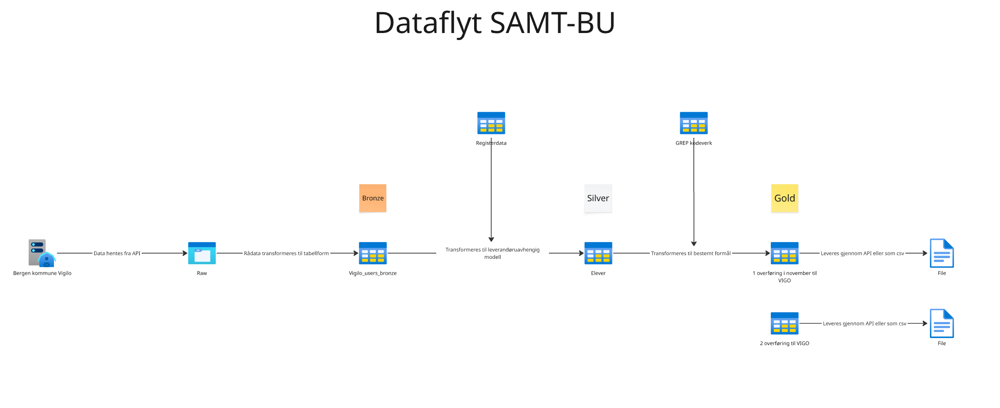 Dataflyt SAMT-BU
Registerdata
GREP kodeverk
Bronze
Silver
Gold
Data hentes fra API
Rådata transformeres til tabellform
Transformeres til leverandøruavhengig
modell
Transformeres til bestemt formål
Leveres gjennom API eller som csv
Bergen kommune Vigilo
Raw
Vigilo_users_bronze
Elever
1 overføring i november til
VIGO
File
Leveres gjennom API eller som csv
2 overføring til VIGO
File